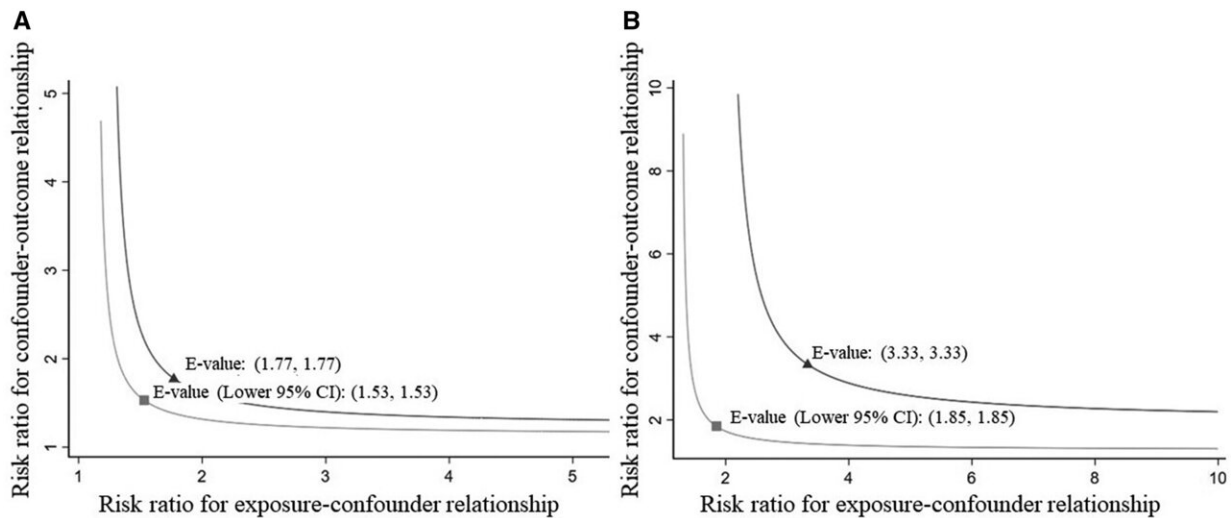 A
Risk ratio for confounder-outcome relationship
5
4
3
2
1
E-value: (1.77, 1.77)
E-value (Lower 95% CI): (1.53, 1.53)
1 2 3 4 5
Risk ratio for exposure-confounder relationship
B
Risk ratio for confounder-outcome relationship
10
8
6
4
2
E-value: (3.33, 3.33)
E-value (Lower 95% CI): (1.85, 1.85)
2 4 6 8 10
Risk ratio for exposure-confounder relationship